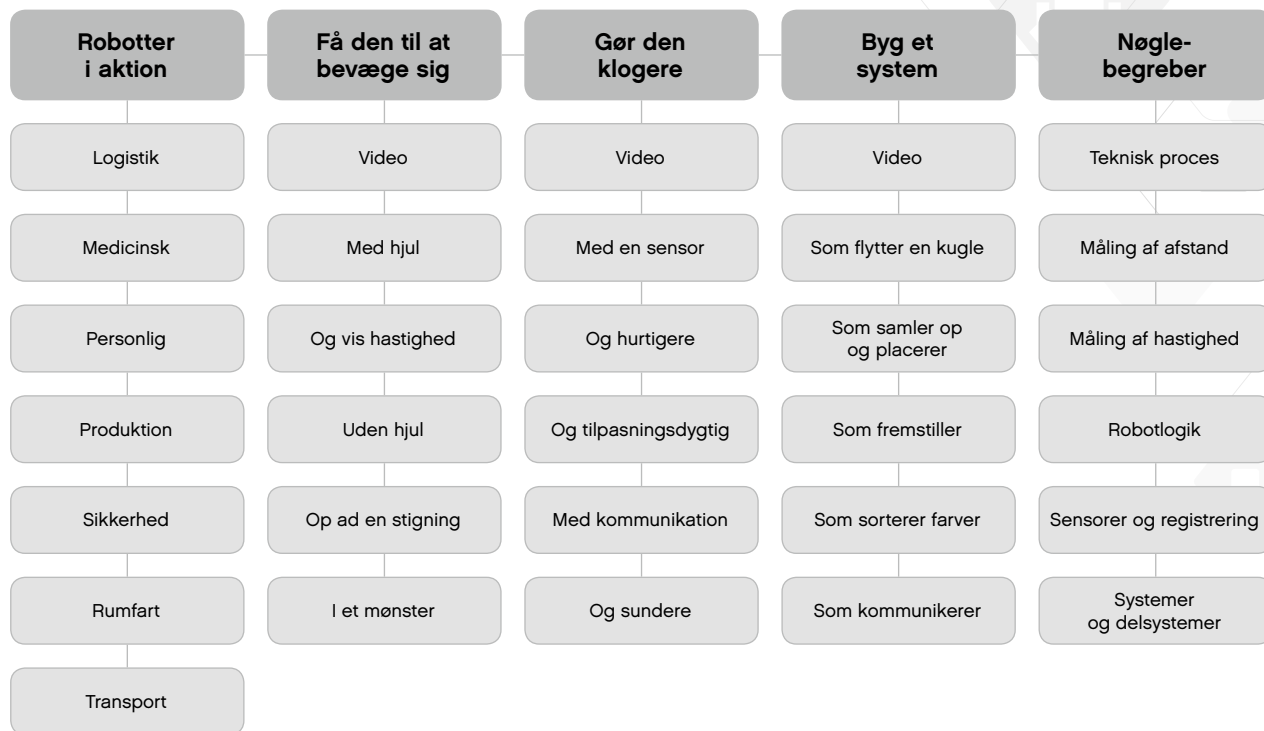 Robotter
i aktion
Logistik
Medicinsk
Personlig
Produktion
Sikkerhed
Rumfart
Transport
Få den til at
bevæge sig
Video
Med hjul
Og vis hastighed
Uden hjul
Op ad en stigning
I et mønster
Gør den
klogere
Video
Med en sensor
Og hurtigere
Og tilpasningsdygtig
Med kommunikation
Og sundere
Byg et
system
Video
Som flytter en kugle
Som samler op
og placerer
Som fremstiller
Som sorterer farver
Som kommunikerer
Nøgle-
begreber
Teknisk proces
Måling af afstand
Måling af hastighed
Robotlogik
Sensorer og registrering
Systemer
og delsystemer